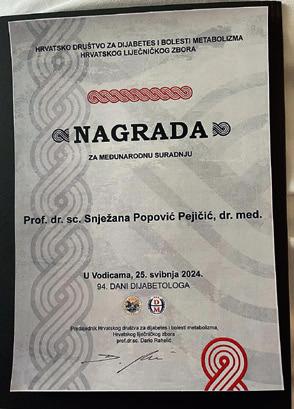 HRVATSKO DRUŠTVO ZA DIJABETES I BOLESTI METABOLIZMA
HRVATSKOG LIJEČNIČKOG ZBORA
NAGRADA
ZA MEĐUNARODNU SURADNJU
Prof. dr. sc. Snježana Popović Pejičić, dr. med.
U Vodicama, 25. svibnja 2024.
94. DANI DIJABETOLOGA
Predsjednik Hrvatskog društva za dijabetes i bolesti metabolizma,
Hrvatskog liječničkog zbora
prof.dr.sc. Dario Rahelić